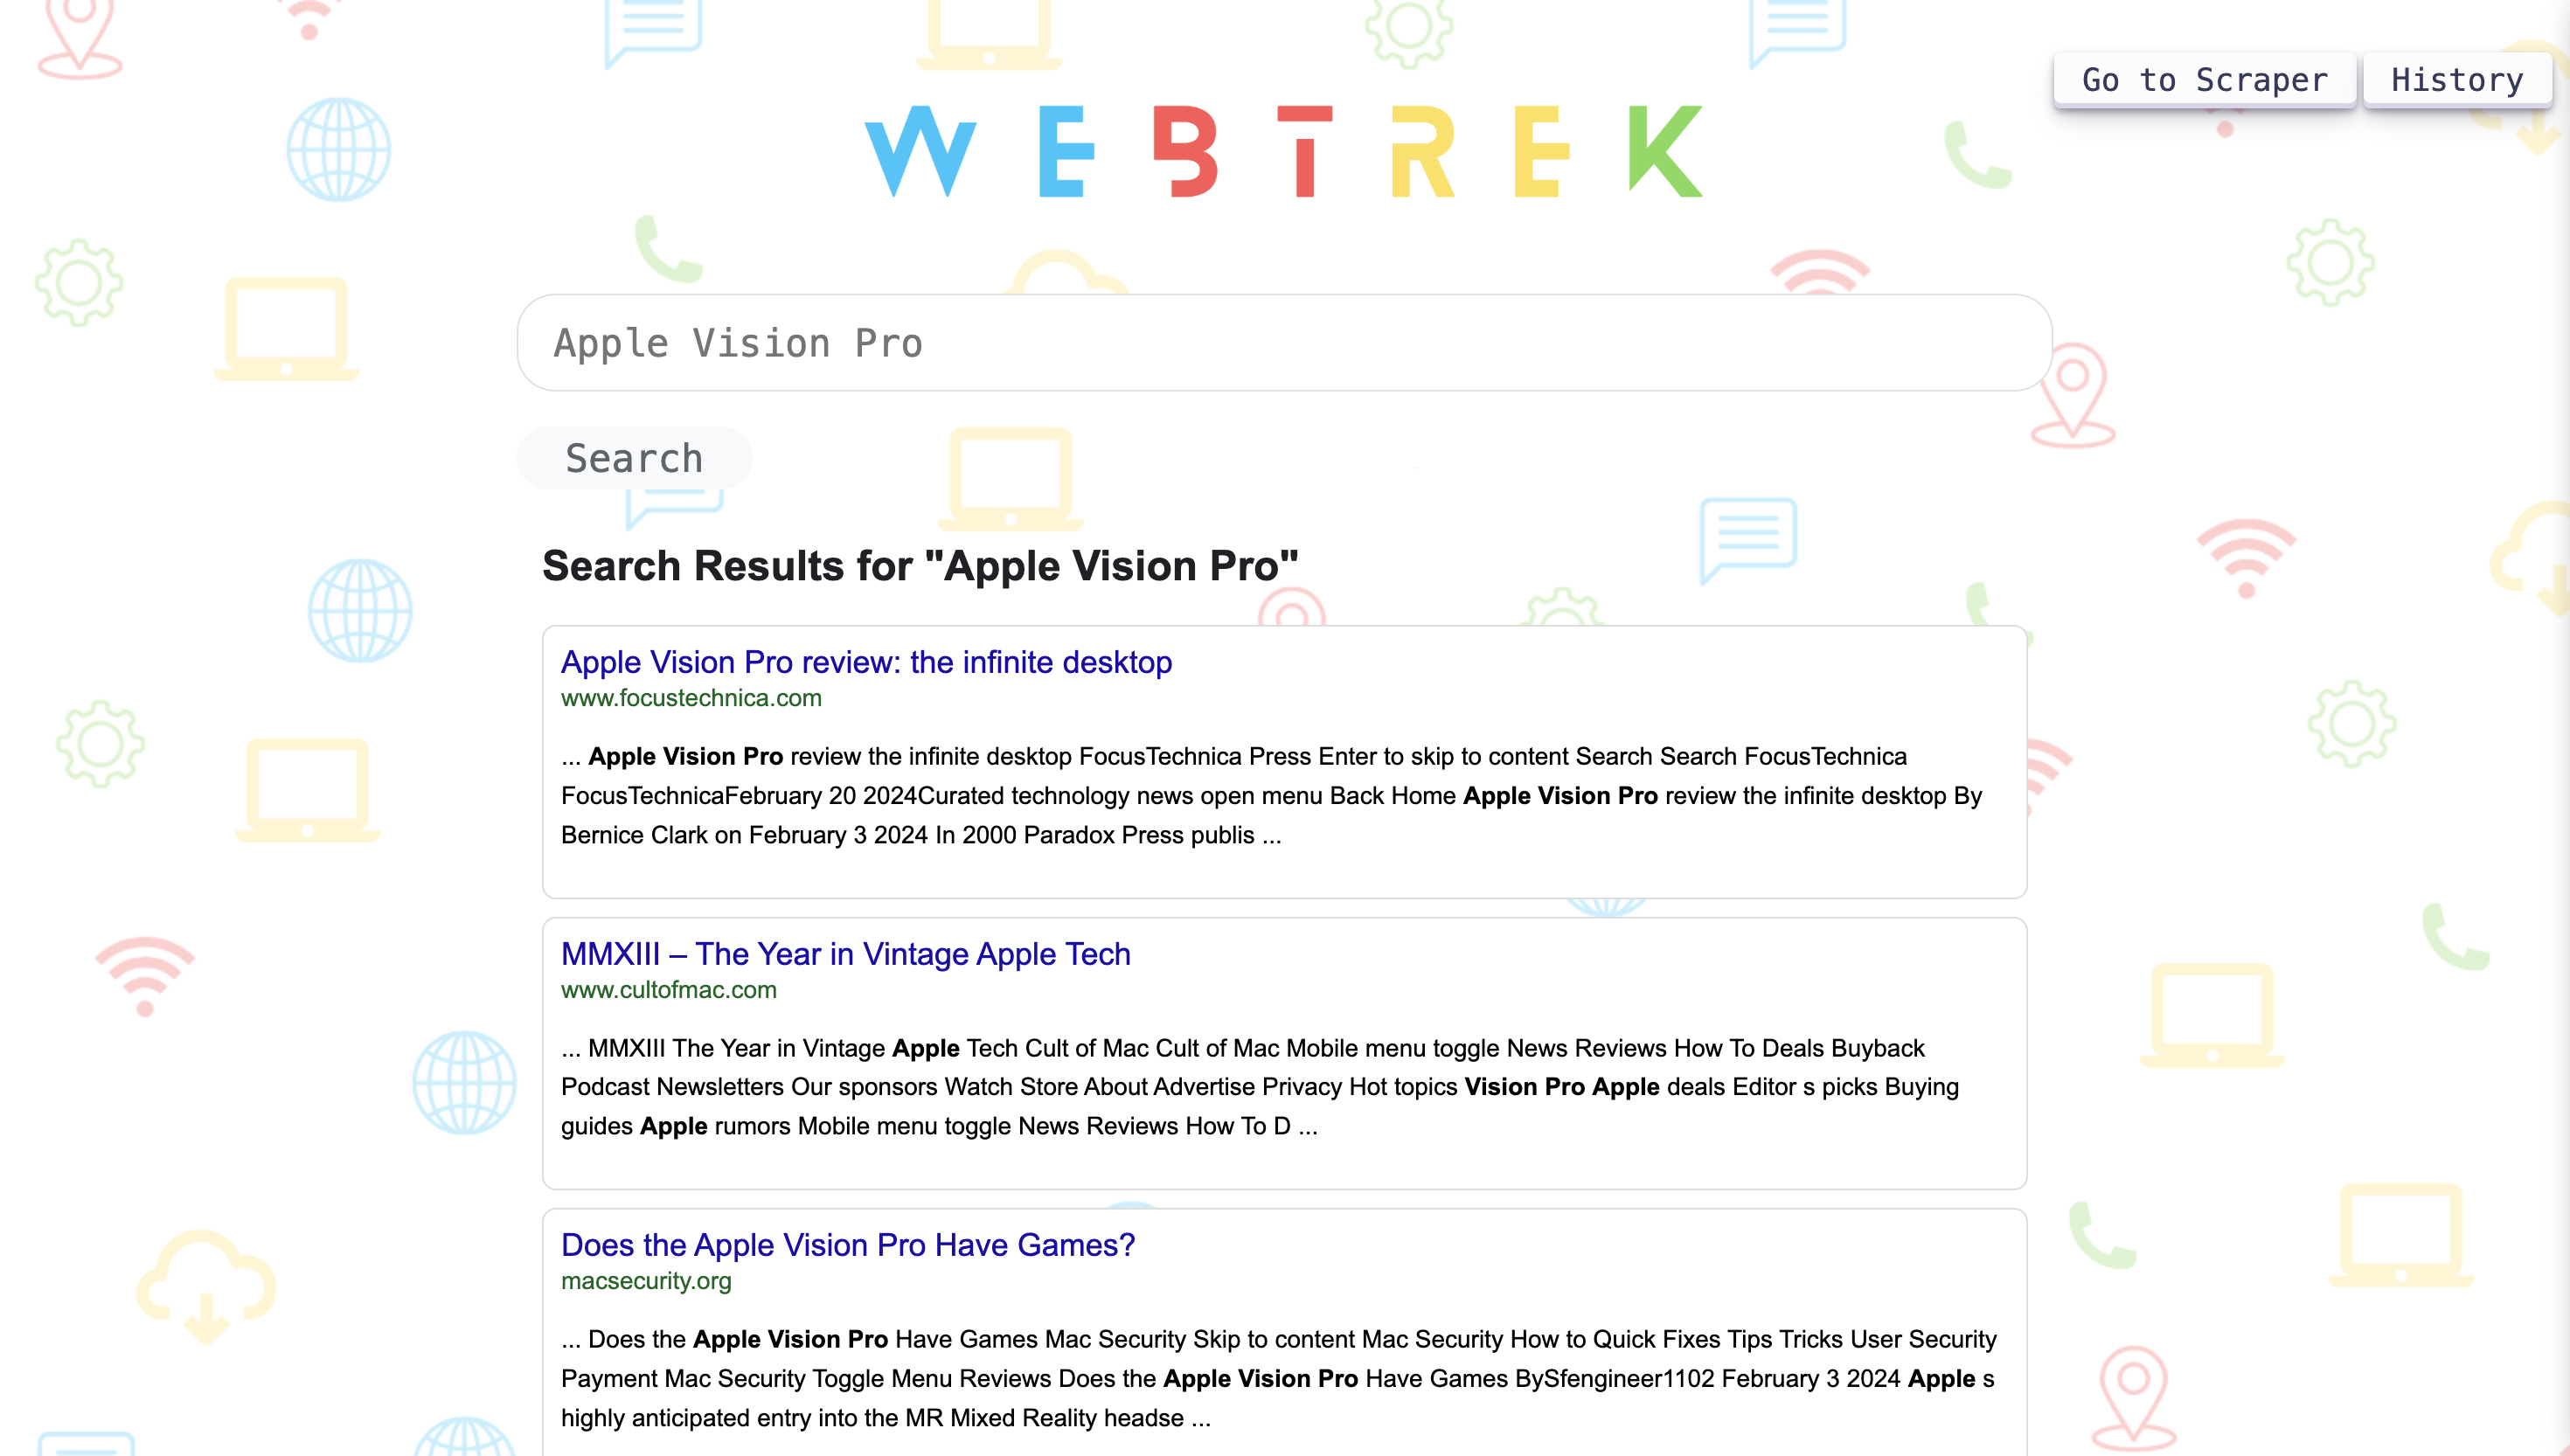 Go to Scraper History
WEBTREK
Apple Vision Pro
Search
Search Results for "Apple Vision Pro"
Apple Vision Pro review: the infinite desktop
www.focustechnica.com
... Apple Vision Pro review the infinite desktop FocusTechnica Press Enter to skip to content Search Search FocusTechnica
FocusTechnicaFebruary 20 2024Curated technology news open menu Back Home Apple Vision Pro review the infinite desktop By
Bernice Clark on February 3 2024 In 2000 Paradox Press publis ...
MMXIII – The Year in Vintage Apple Tech
www.cultofmac.com
... MMXIII The Year in Vintage Apple Tech Cult of Mac Cult of Mac Mobile menu toggle News Reviews How To Deals Buyback
Podcast Newsletters Our sponsors Watch Store About Advertise Privacy Hot topics Vision Pro Apple deals Editor s picks Buying
guides Apple rumors Mobile menu toggle News Reviews How To D ...
Does the Apple Vision Pro Have Games?
macsecurity.org
... Does the Apple Vision Pro Have Games Mac Security Skip to content Mac Security How to Quick Fixes Tips Tricks User Security
Payment Mac Security Toggle Menu Reviews Does the Apple Vision Pro Have Games BySfengineer1102 February 3 2024 Apple s
highly anticipated entry into the MR Mixed Reality headse ...